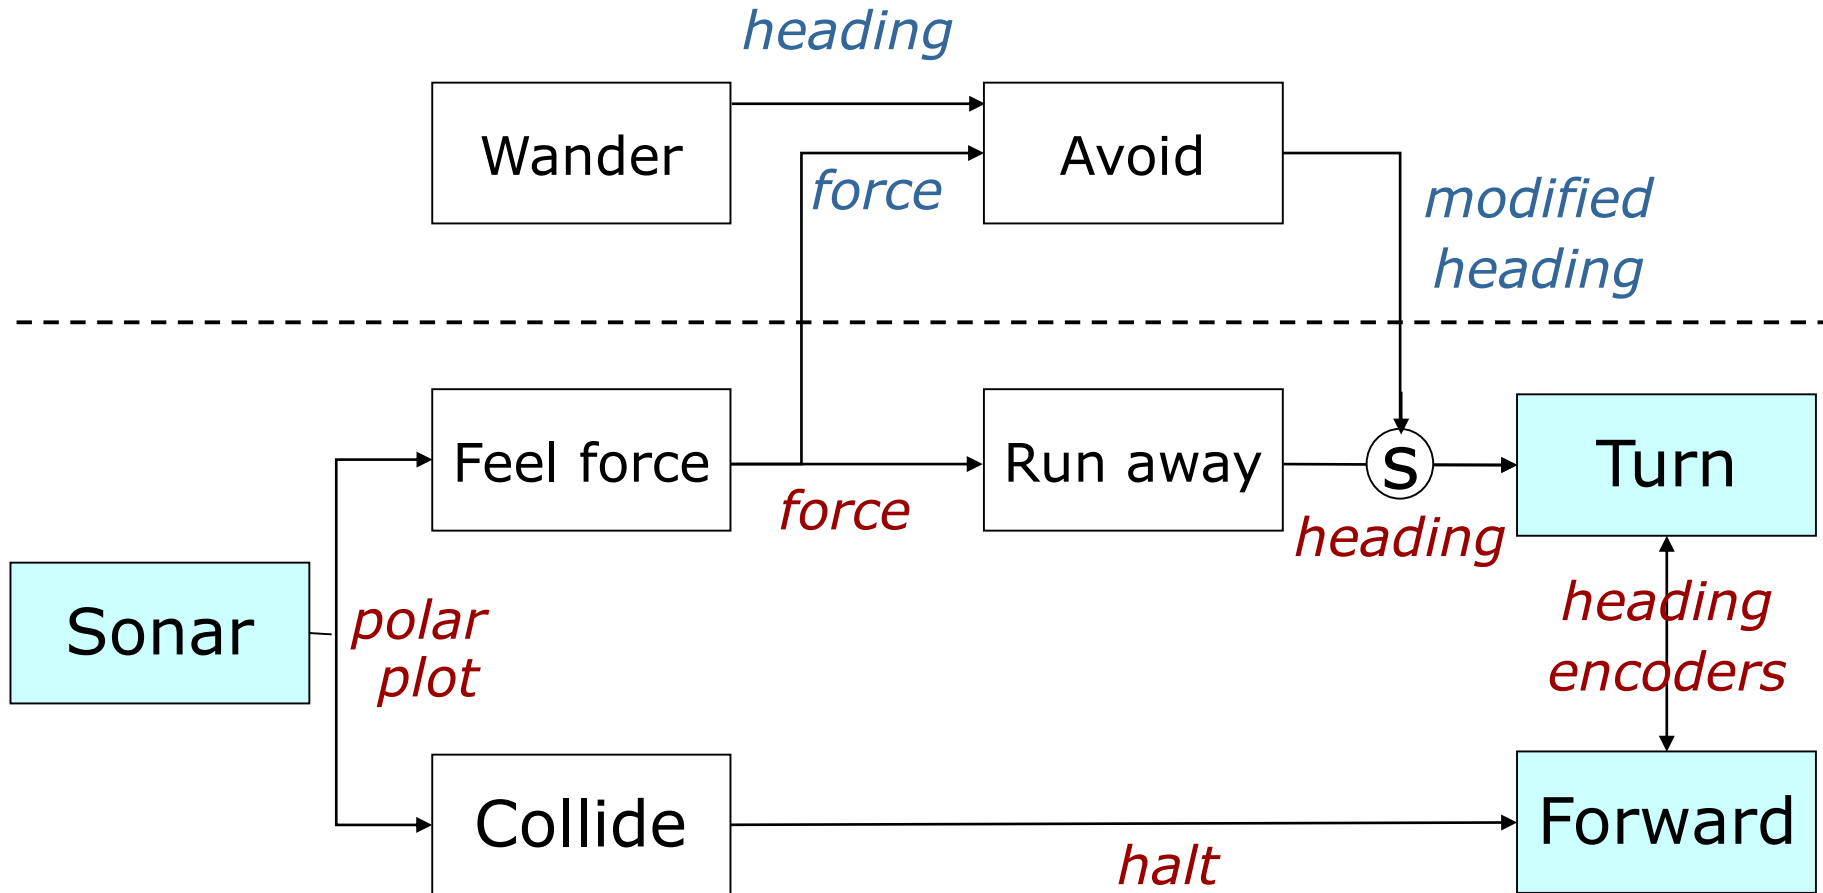 heading
Wander
Avoid
force
modified
heading
Feel force
Run away
S
Turn
force
heading
Sonar
polar
plot
heading
encoders
Collide
Forward
halt